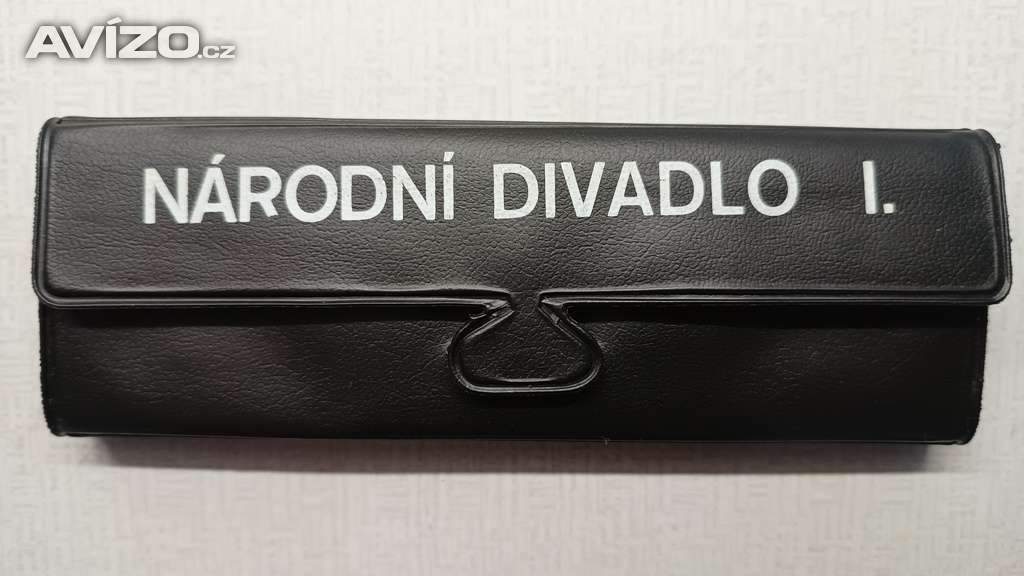 AVÍZO.cz
NÁRODNÍ DIVADLO I.